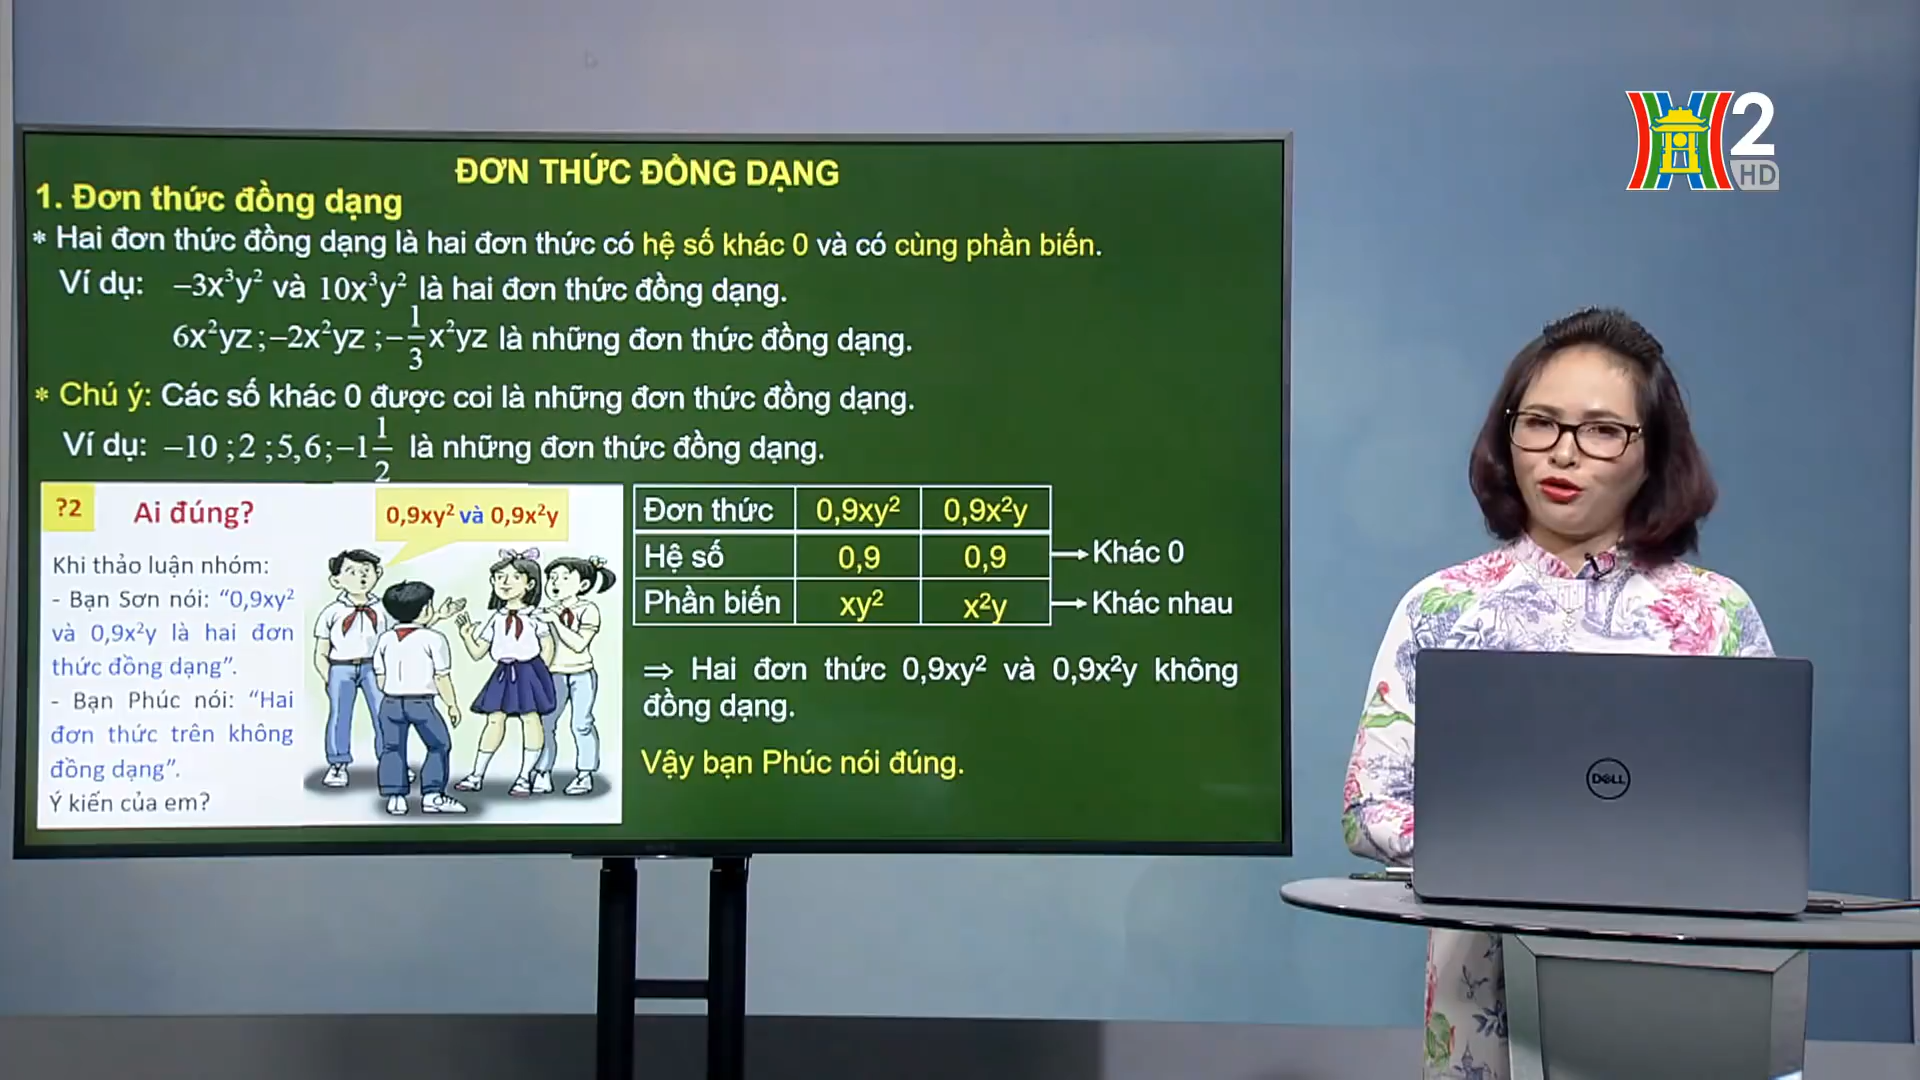 2
HD
ĐƠN THỨC ĐỒNG DẠNG
1. Đơn thức đồng dạng
* Hai đơn thức đồng dạng là hai đơn thức có hệ số khác 0 và có cùng phần biến.
Ví dụ: −3x³y² và 10x³y² là hai đơn thức đồng dạng.
6x²yz ; −2x²yz ; −1/3 x²yz là những đơn thức đồng dạng.
* Chú ý: Các số khác 0 được coi là những đơn thức đồng dạng.
Ví dụ: −10 ; 2 ; 5,6 ; −1 1/2 là những đơn thức đồng dạng.
?2 Ai đúng?
0,9xy² và 0,9x²y
Khi thảo luận nhóm:
- Bạn Sơn nói: “0,9xy²
và 0,9x²y là hai đơn
thức đồng dạng”.
- Bạn Phúc nói: “Hai
đơn thức trên không
đồng dạng”.
Ý kiến của em?
Đơn thức 0,9xy² 0,9x²y
Hệ số 0,9 0,9 → Khác 0
Phần biến xy² x²y → Khác nhau
⇒ Hai đơn thức 0,9xy² và 0,9x²y không
đồng dạng.
Vậy bạn Phúc nói đúng.
DELL